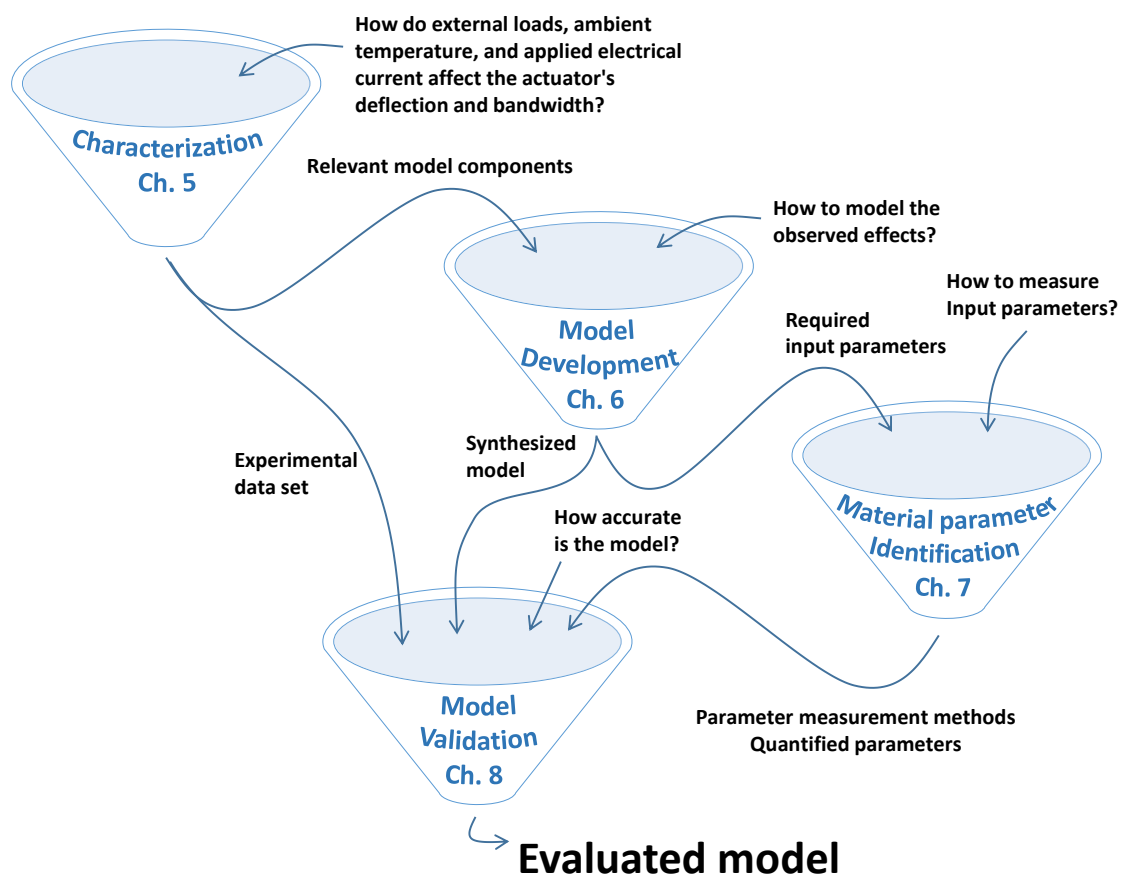 How do external loads, ambient
temperature, and applied electrical
current affect the actuator's
deflection and bandwidth?
Characterization
Ch. 5
Relevant model components
How to model the
observed effects?
Model
Development
Ch. 6
How to measure
Input parameters?
Required
input parameters
Material parameter
Identification
Ch. 7
Experimental
data set
Synthesized
model
How accurate
is the model?
Model
Validation
Ch. 8
Parameter measurement methods
Quantified parameters
Evaluated model